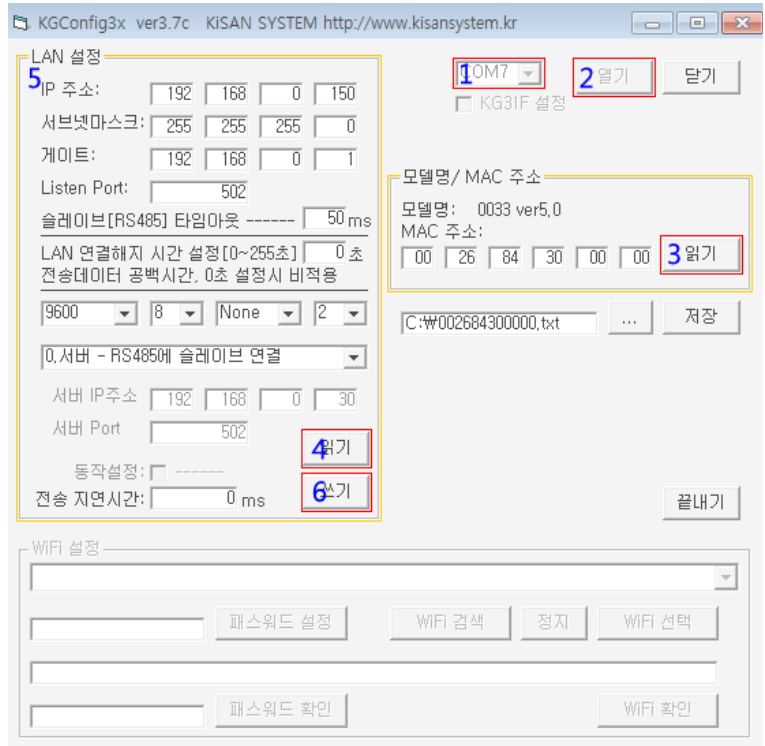 KGConfig3x ver3.7c KiSAN SYSTEM http://www.kisansystem.kr
LAN 설정
5
IP 주소: 192 168 0 150
서브넷마스크: 255 255 255 0
게이트: 192 168 0 1
Listen Port: 502
슬레이브[RS485] 타임아웃 ------ 50 ms
LAN 연결해지 시간 설정[0~255초] 0 초
전송데이터 공백시간, 0초 설정시 비적용
9600 8 None 2
0.서버 - RS485에 슬레이브 연결
서버 IP주소 192 168 0 30
서버 Port 502
4 읽기
동작설정: ------
전송 지연시간: 0 ms
6 쓰기
1 COM7
2 열기
닫기
KG31F 설정
모델명/ MAC 주소
모델명: 0033 ver5.0
MAC 주소:
00 26 84 30 00 00
3 읽기
C:₩002684300000.txt ... 저장
끝내기
WiFi 설정
패스워드 설정 WiFi 검색 정지 WiFi 선택
패스워드 확인 WiFi 확인